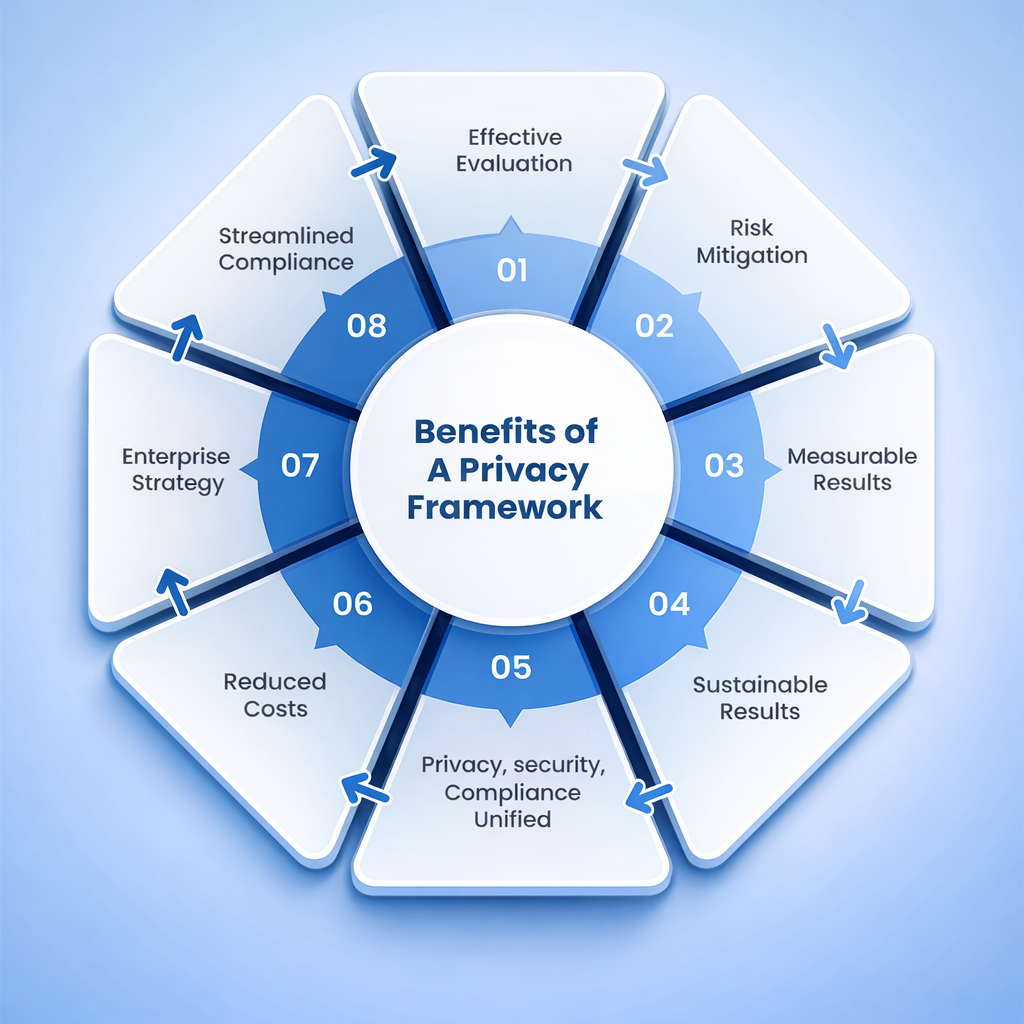 Benefits of
A Privacy
Framework
01
Effective
Evaluation
02
Risk
Mitigation
03
Measurable
Results
04
Sustainable
Results
05
Privacy, security,
Compliance
Unified
06
Reduced
Costs
07
Enterprise
Strategy
08
Streamlined
Compliance